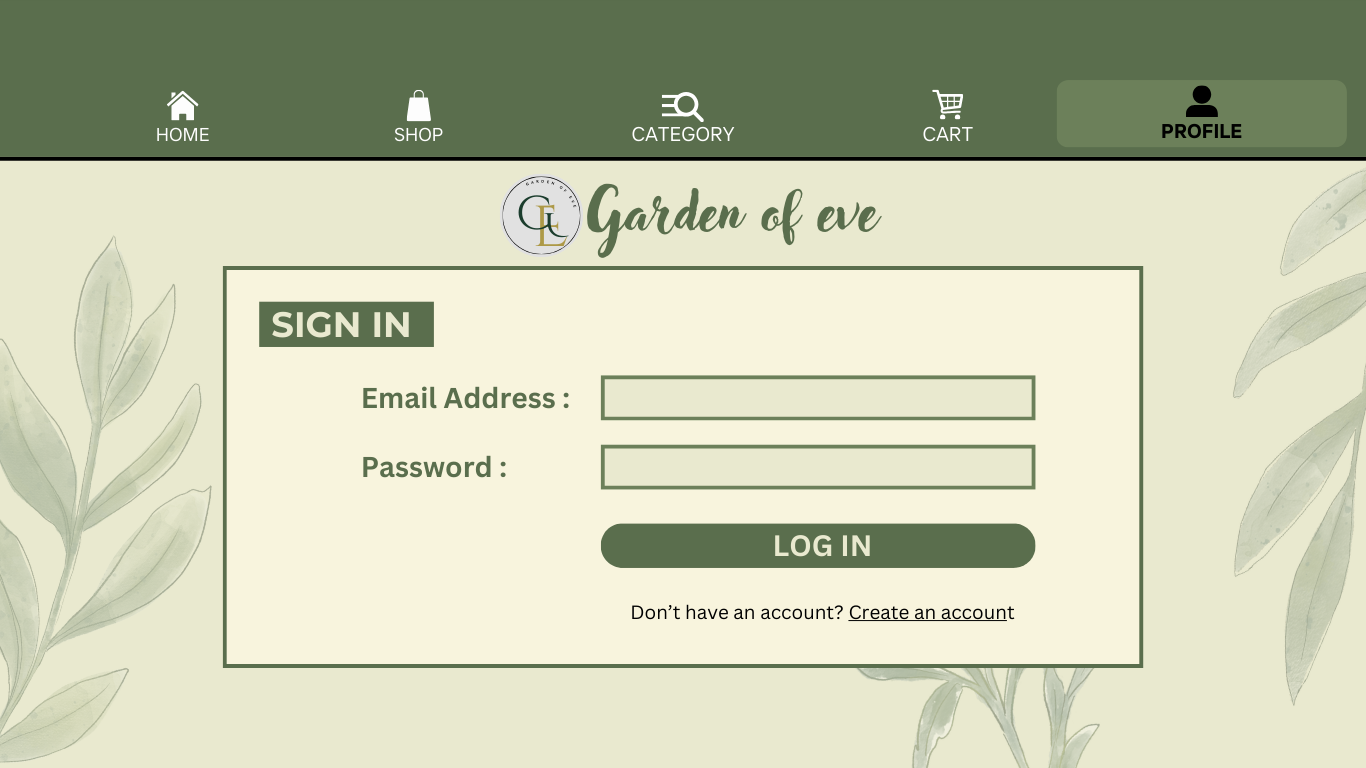 HOME
SHOP
CATEGORY
CART
PROFILE
GARDEN OF EVE
GE
Garden of eve
SIGN IN
Email Address :
Password :
LOG IN
Don’t have an account? Create an account